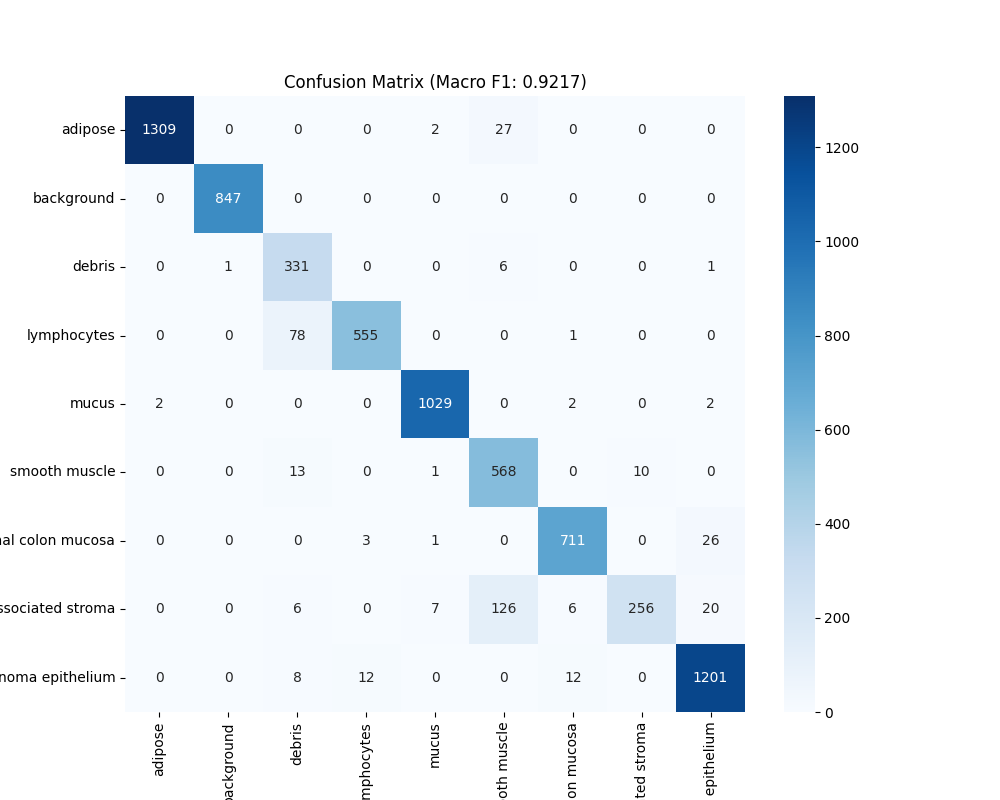 Confusion Matrix (Macro F1: 0.9217)
adipose 1309 0 0 0 2 27 0 0 0
background 0 847 0 0 0 0 0 0 0
debris 0 1 331 0 0 6 0 0 1
lymphocytes 0 0 78 555 0 0 1 0 0
mucus 2 0 0 0 1029 0 2 0 2
smooth muscle 0 0 13 0 1 568 0 10 0
nal colon mucosa 0 0 0 3 1 0 711 0 26
ssociated stroma 0 0 6 0 7 126 6 256 20
noma epithelium 0 0 8 12 0 0 12 0 1201
adipose
background
debris
mphocytes
mucus
oth muscle
on mucosa
ted stroma
epithelium
1200
1000
800
600
400
200
0